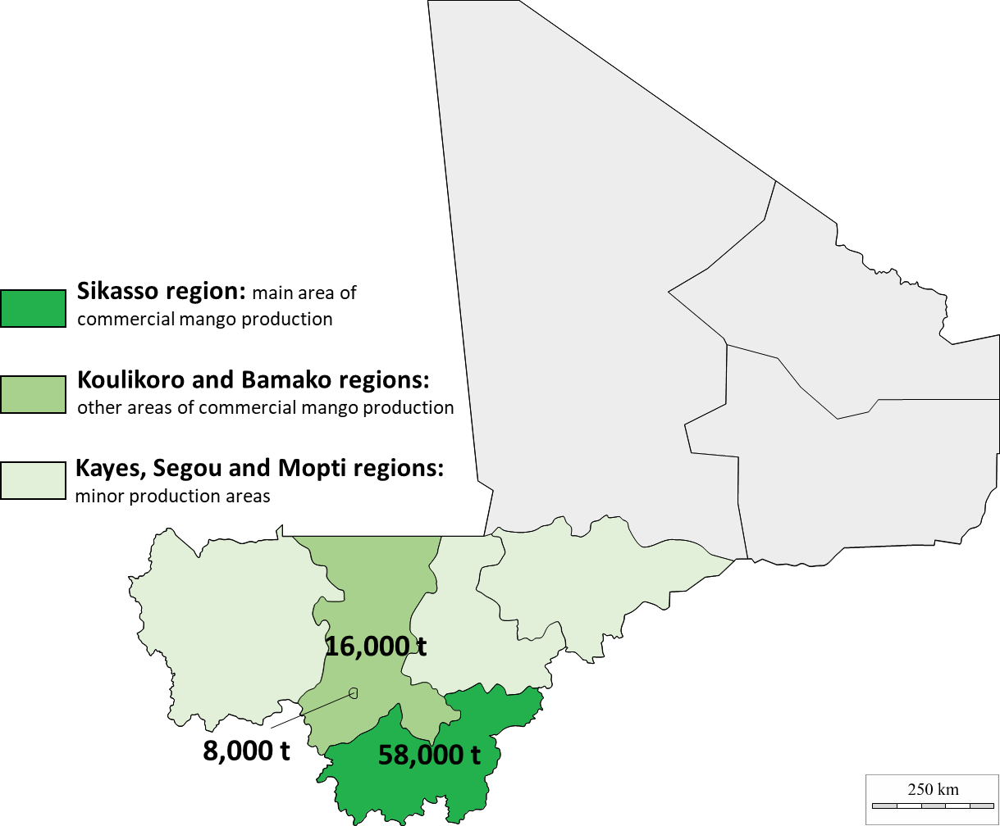 Sikasso region: main area of
commercial mango production
Koulikoro and Bamako regions:
other areas of commercial mango production
Kayes, Segou and Mopti regions:
minor production areas
16,000 t
8,000 t
58,000 t
250 km